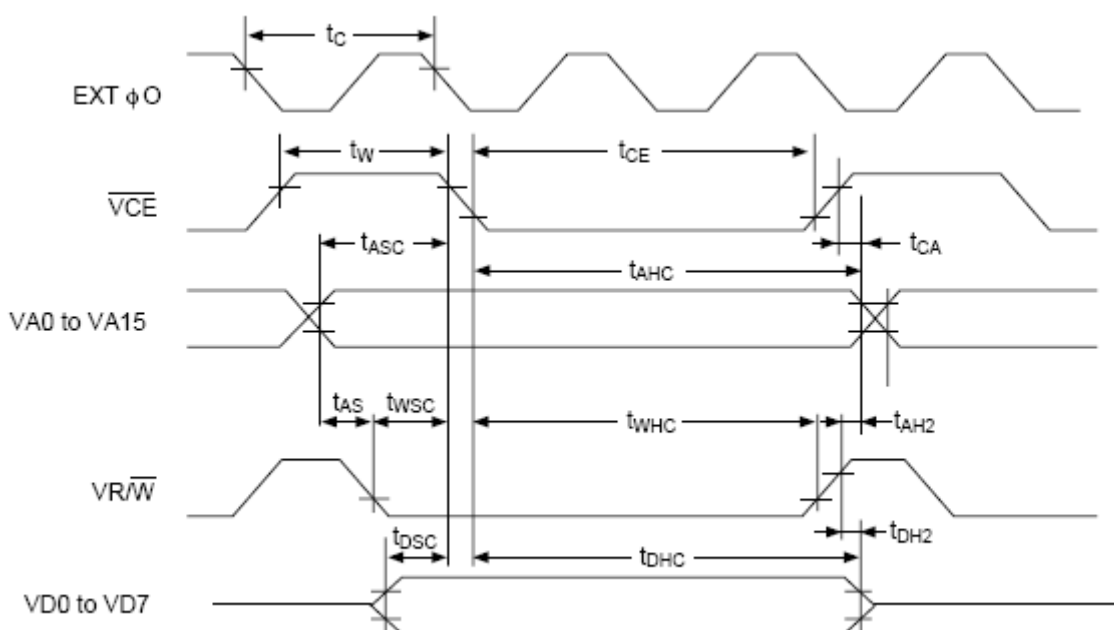 tC
EXT ϕO
tW
tCE
VCE
tASC
tCA
tAHC
VA0 to VA15
tAS
tWSC
tWHC
tAH2
VR/W
tDSC
tDH2
tDHC
VD0 to VD7